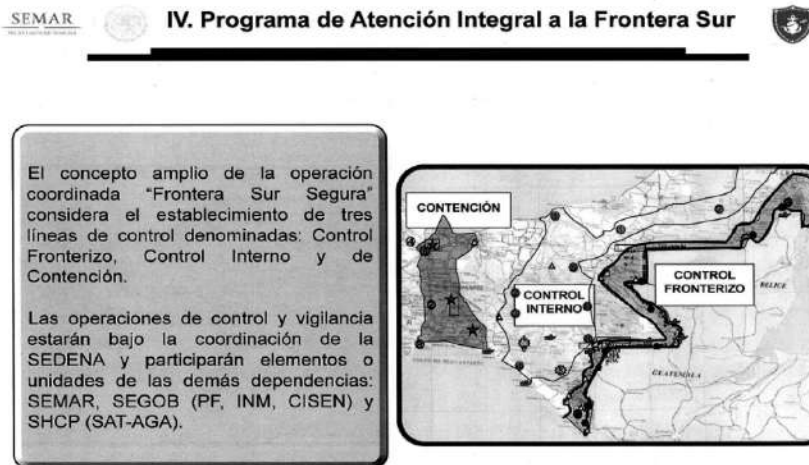 SEMAR
IV. Programa de Atención Integral a la Frontera Sur
El concepto amplio de la operación
coordinada "Frontera Sur Segura"
considera el establecimiento de tres
líneas de control denominadas: Control
Fronterizo, Control Interno y de
Contención.
Las operaciones de control y vigilancia
estarán bajo la coordinación de la
SEDENA y participarán elementos o
unidades de las demás dependencias:
SEMAR, SEGOB (PF, INM, CISEN) y
SHCP (SAT-AGA).
CONTENCIÓN
CONTROL
INTERNO
CONTROL
FRONTERIZO
BELICE
GUATEMALA